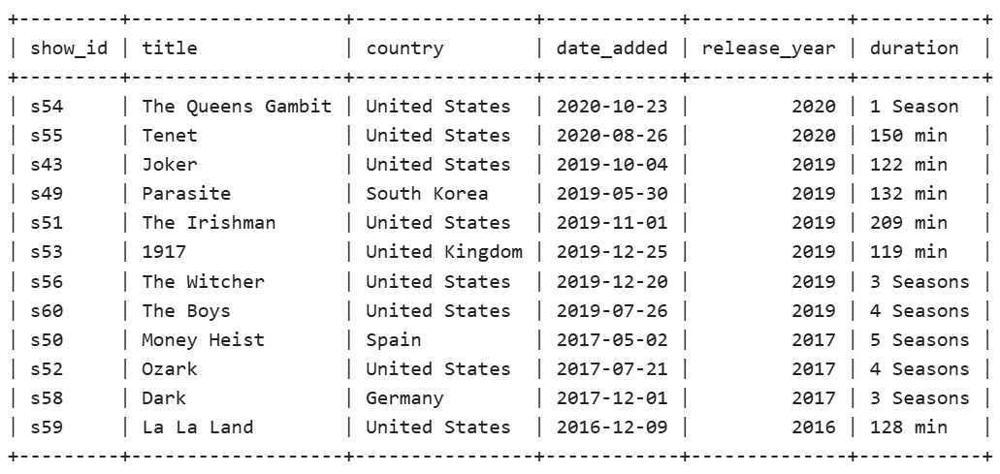 +---------+------------------+----------------+------------+--------------+-----------+
| show_id | title            | country        | date_added | release_year | duration  |
+---------+------------------+----------------+------------+--------------+-----------+
| s54     | The Queens Gambit | United States  | 2020-10-23 |         2020 | 1 Season  |
| s55     | Tenet            | United States  | 2020-08-26 |         2020 | 150 min   |
| s43     | Joker            | United States  | 2019-10-04 |         2019 | 122 min   |
| s49     | Parasite         | South Korea    | 2019-05-30 |         2019 | 132 min   |
| s51     | The Irishman     | United States  | 2019-11-01 |         2019 | 209 min   |
| s53     | 1917             | United Kingdom | 2019-12-25 |         2019 | 119 min   |
| s56     | The Witcher      | United States  | 2019-12-20 |         2019 | 3 Seasons |
| s60     | The Boys         | United States  | 2019-07-26 |         2019 | 4 Seasons |
| s50     | Money Heist      | Spain          | 2017-05-02 |         2017 | 5 Seasons |
| s52     | Ozark            | United States  | 2017-07-21 |         2017 | 4 Seasons |
| s58     | Dark             | Germany        | 2017-12-01 |         2017 | 3 Seasons |
| s59     | La La Land       | United States  | 2016-12-09 |         2016 | 128 min   |
+---------+------------------+----------------+------------+--------------+-----------+